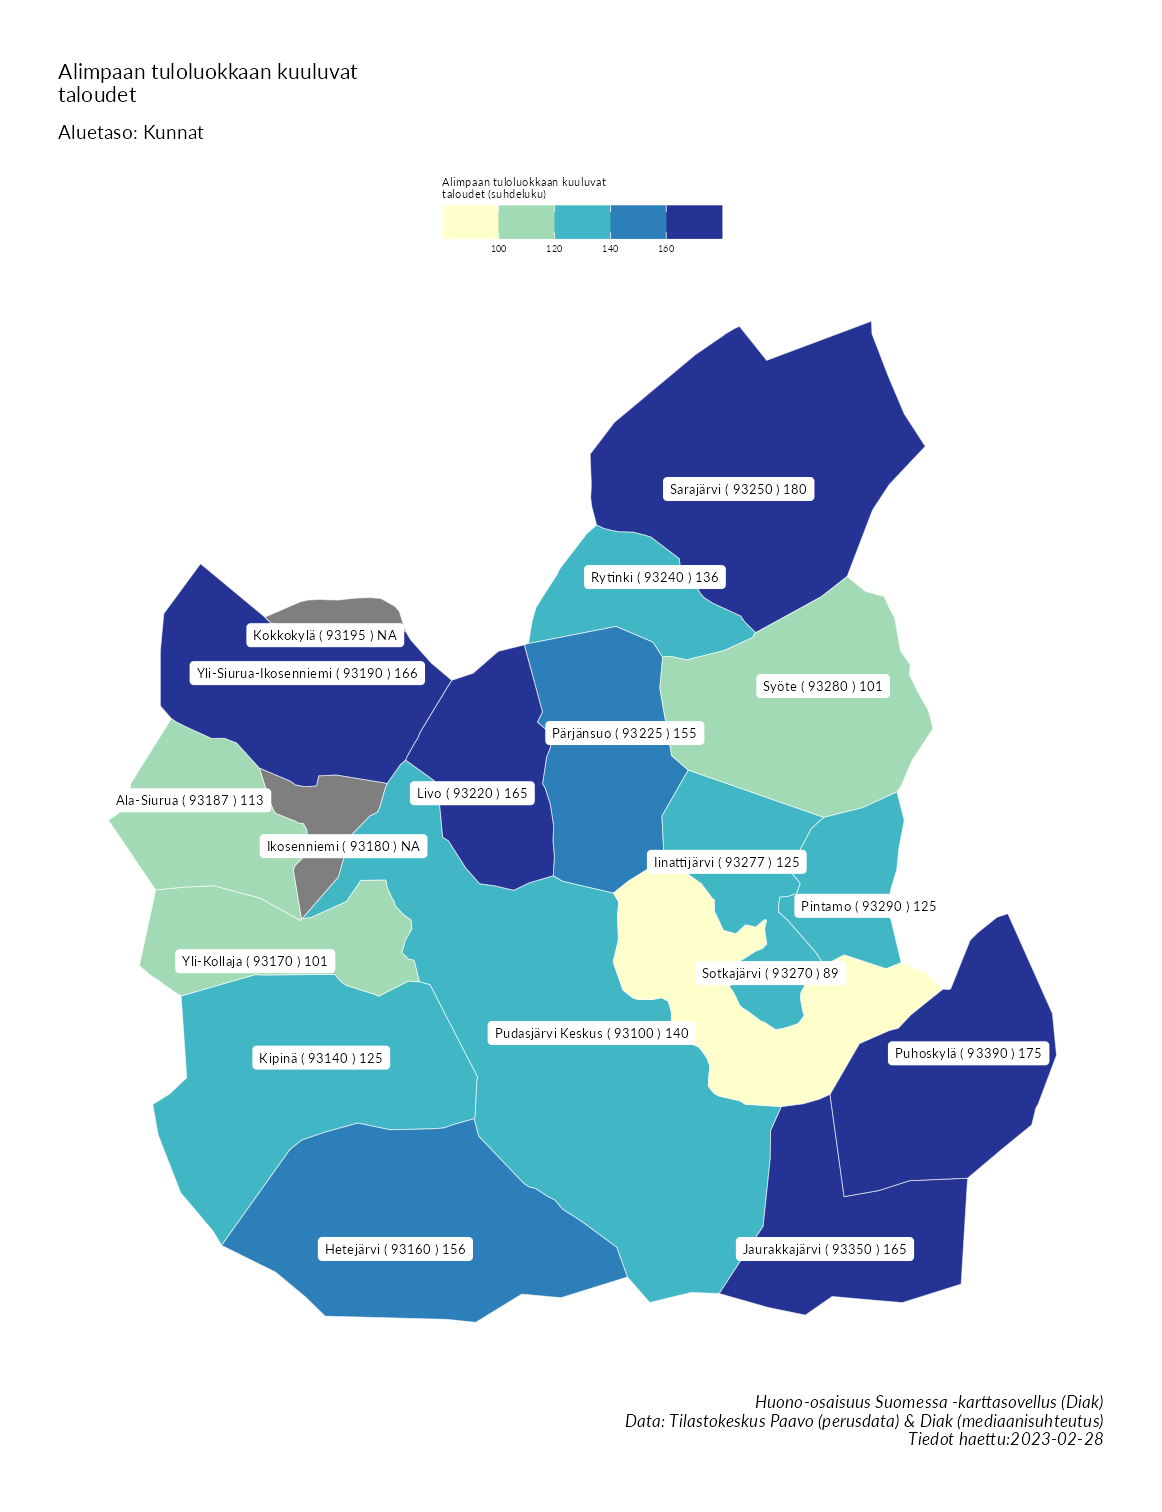 Alimpaan tuloluokkaan kuuluvat
taloudet
Aluetaso: Kunnat
Alimpaan tuloluokkaan kuuluvat
taloudet (suhdeluku)
100 120 140 160
Sarajärvi ( 93250 ) 180
Rytinki ( 93240 ) 136
Kokkokylä ( 93195 ) NA
Yli-Siurua-Ikosenniemi ( 93190 ) 166
Syöte ( 93280 ) 101
Pärjänsuo ( 93225 ) 155
Livo ( 93220 ) 165
Ala-Siurua ( 93187 ) 113
Ikosenniemi ( 93180 ) NA
Iinattijärvi ( 93277 ) 125
Pintamo ( 93290 ) 125
Yli-Kollaja ( 93170 ) 101
Sotkajärvi ( 93270 ) 89
Pudasjärvi Keskus ( 93100 ) 140
Puhoskylä ( 93390 ) 175
Kipinä ( 93140 ) 125
Hetejärvi ( 93160 ) 156
Jaurakkajärvi ( 93350 ) 165
Huono-osaisuus Suomessa -karttasovellus (Diak)
Data: Tilastokeskus Paavo (perusdata) & Diak (mediaanisuhteutus)
Tiedot haettu:2023-02-28